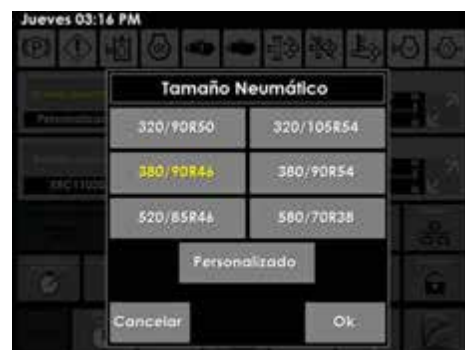 Jueves 03:16 PM
Tamaño Neumático
320/90R50 320/105R54
380/90R46 380/90R54
520/85R46 580/70R38
Personalizado
Cancelar Ok